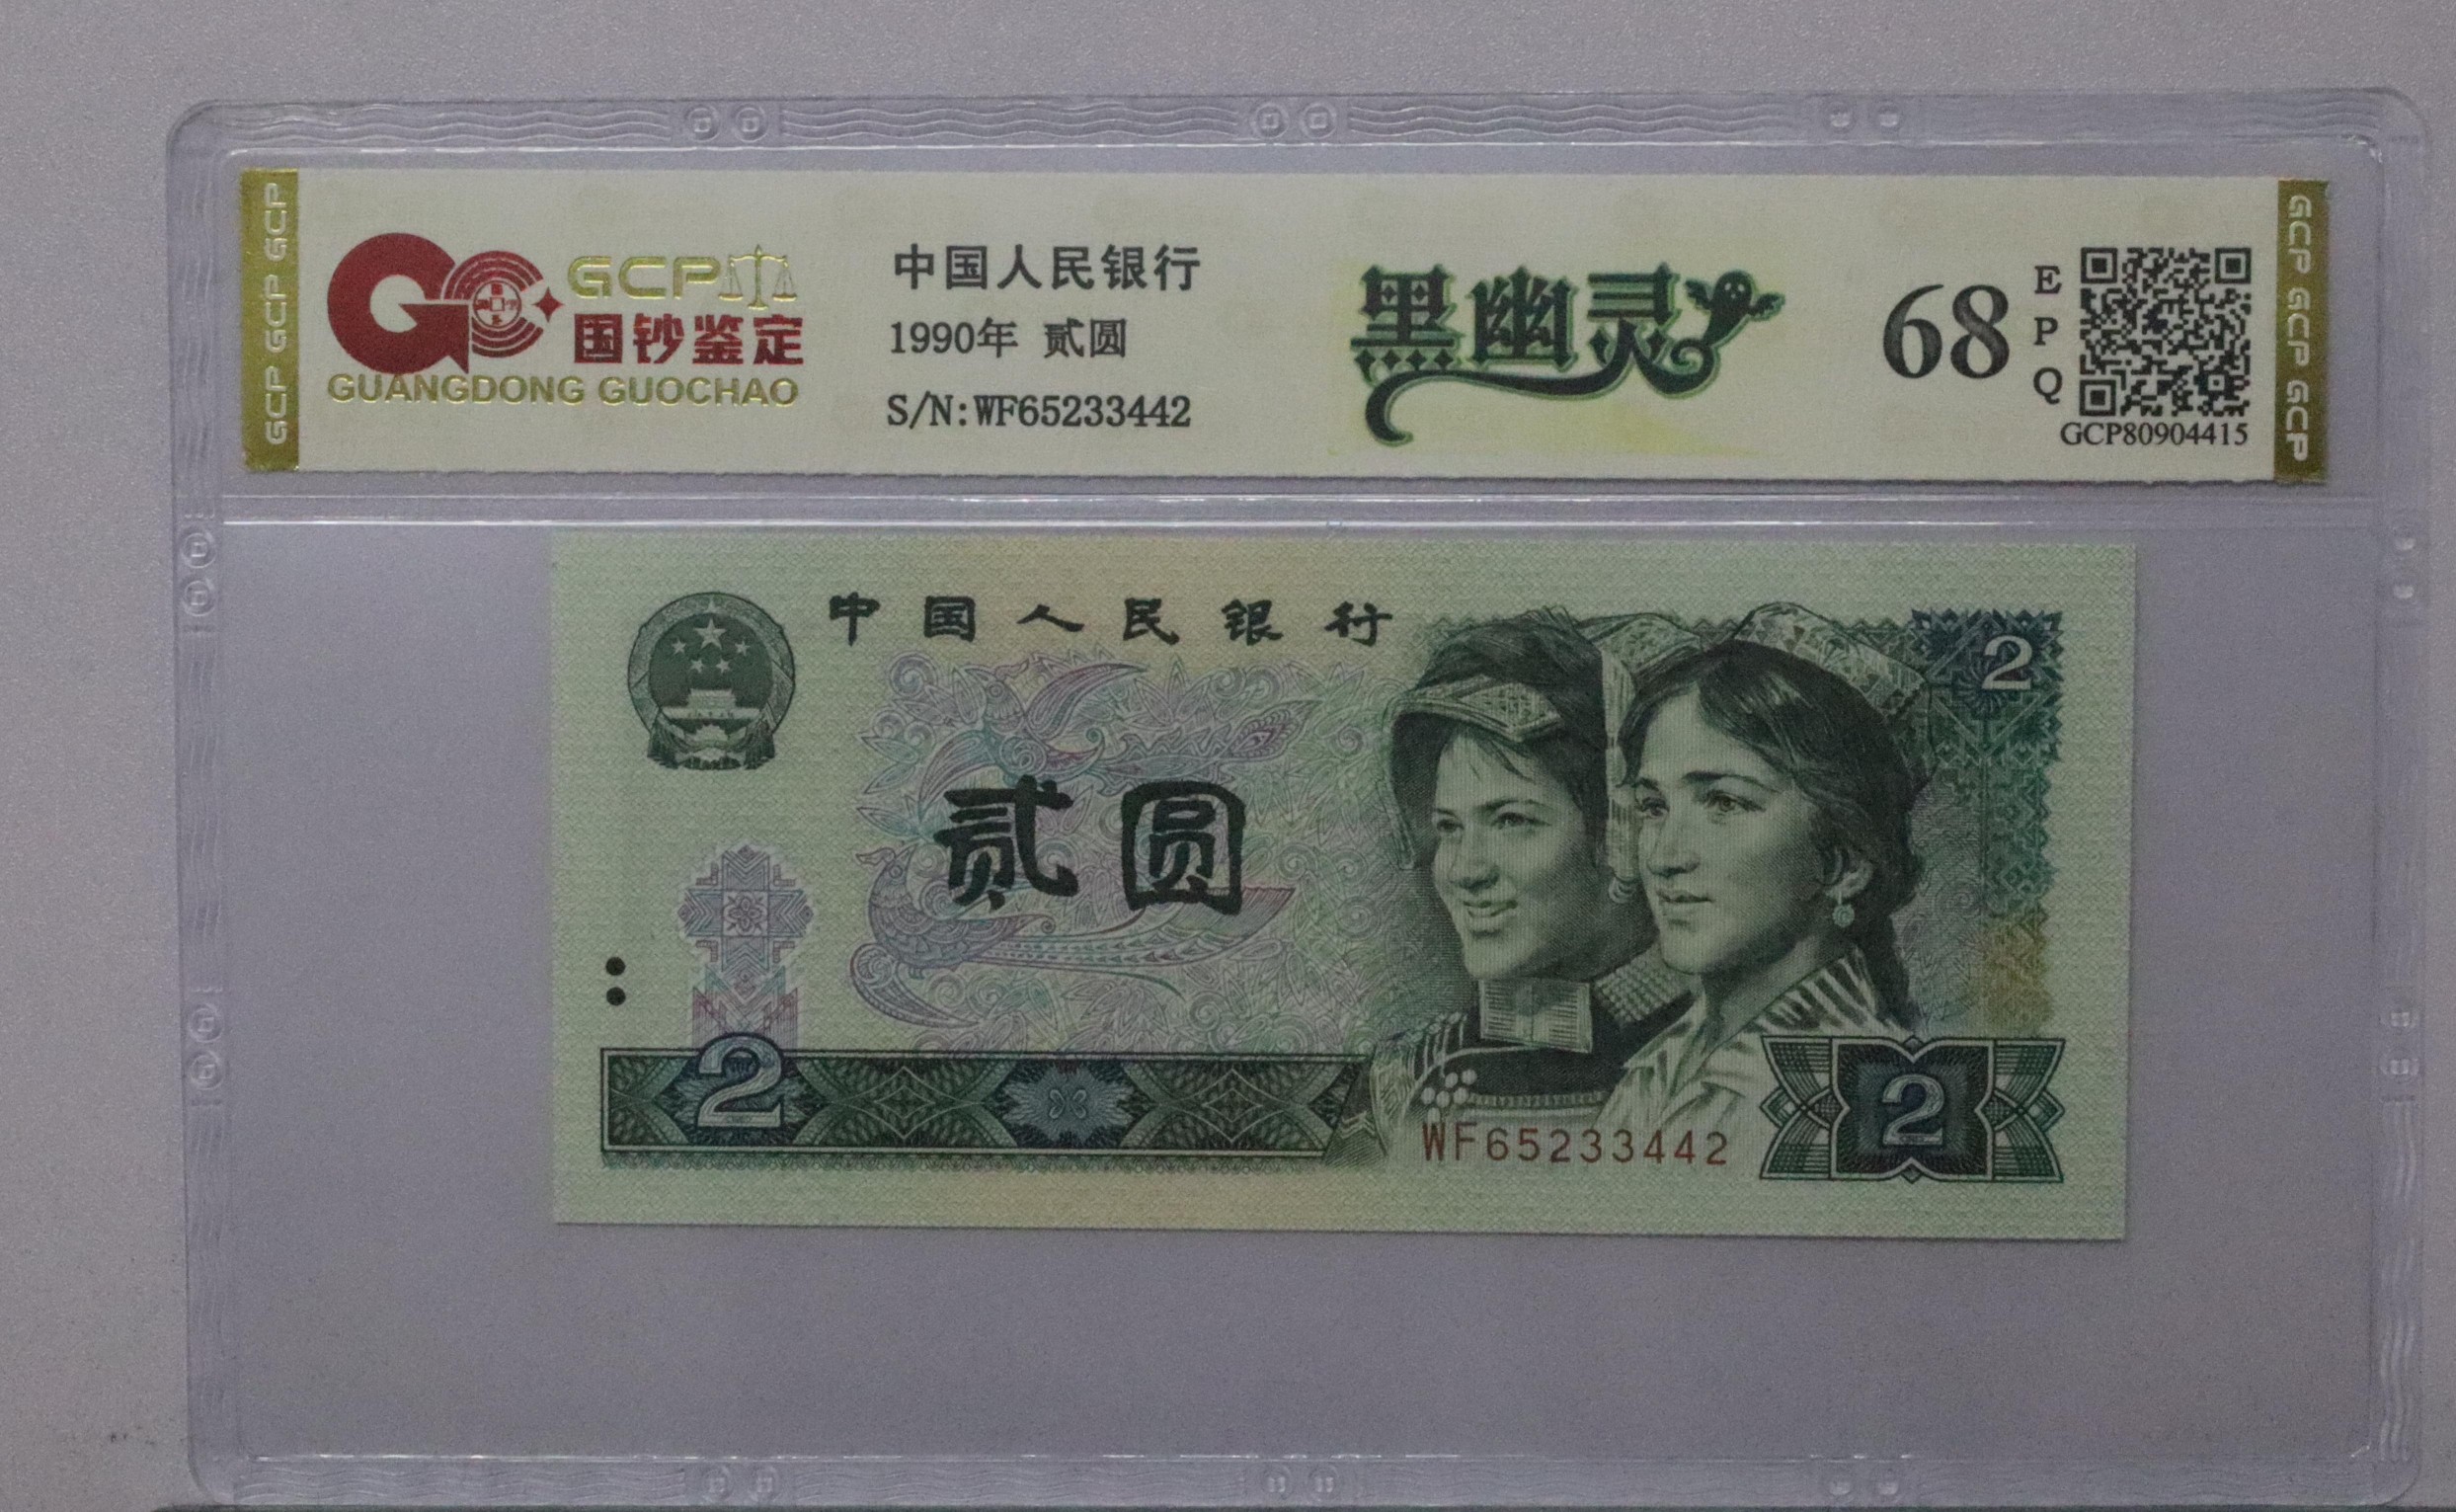 GCP GCP GCP
GCP
国钞鉴定
GUANGDONG GUOCHAO
中国人民银行
1990年 贰圆
S/N:WF65233442
黑幽灵
68
EPQ
GCP80904415
GCP GCP GCP
中国人民银行
2
贰圆
2
2
WF65233442